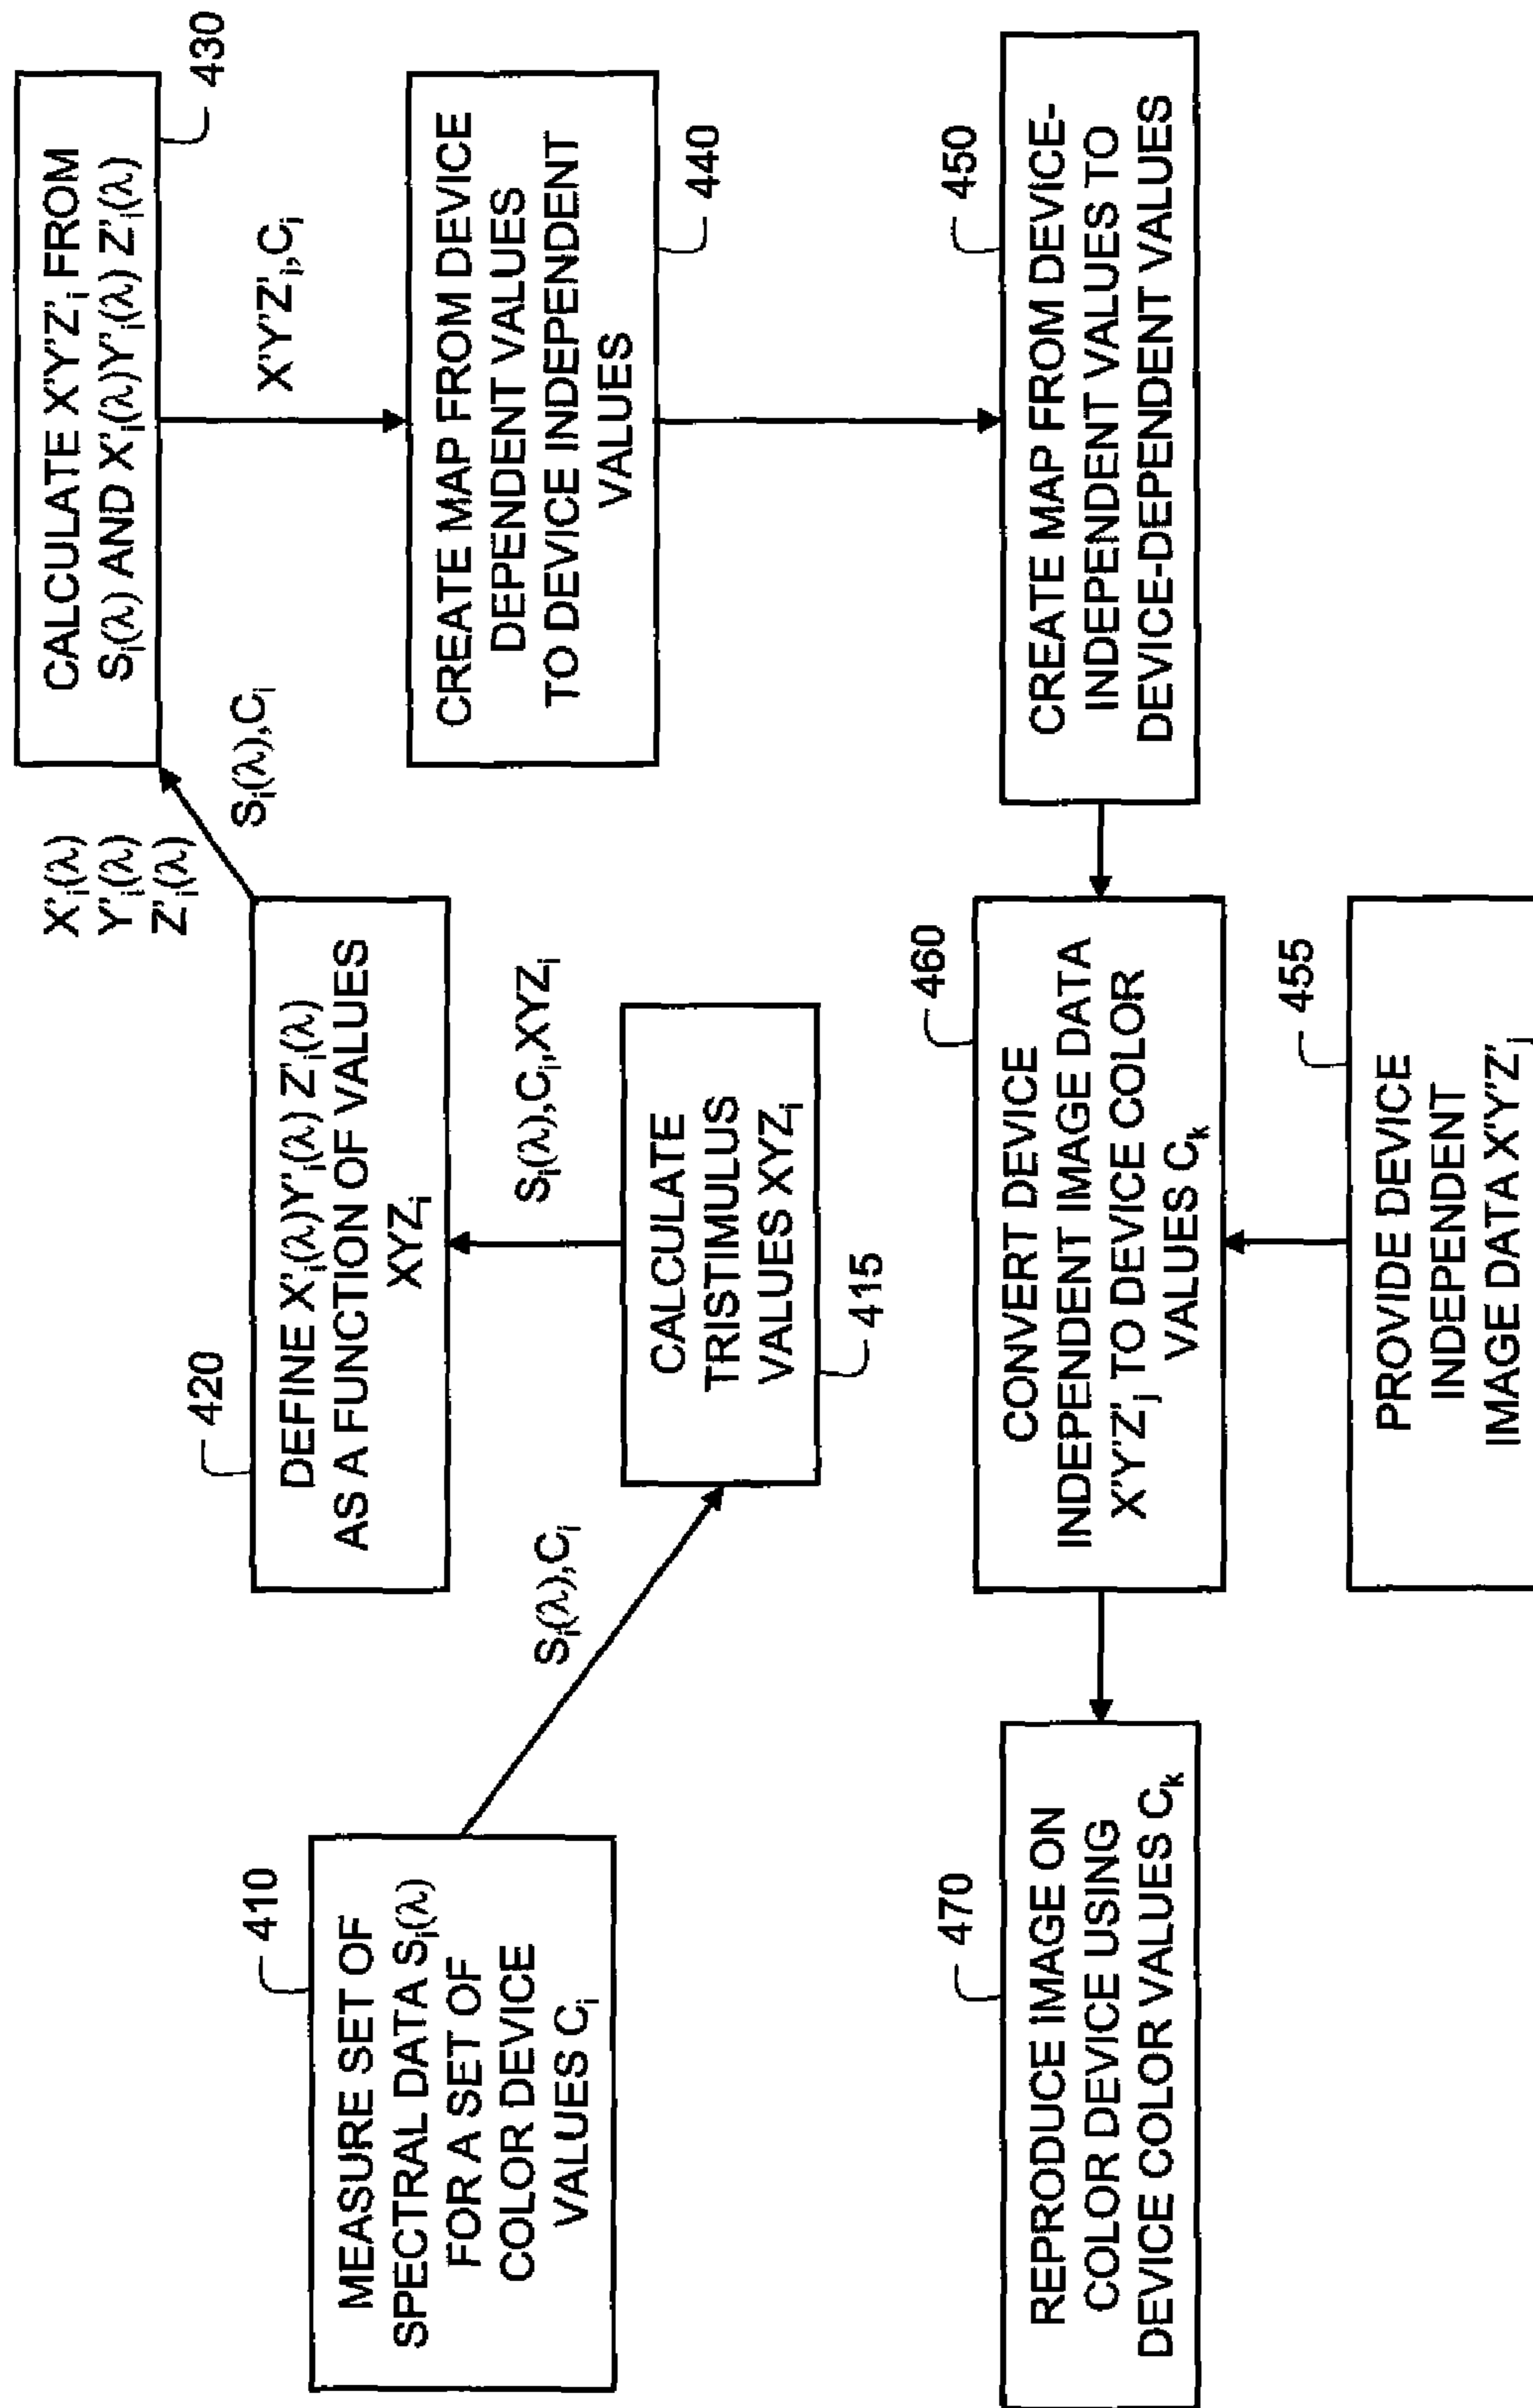 410
MEASURE SET OF
SPECTRAL DATA Sᵢ(λ)
FOR A SET OF
COLOR DEVICE
VALUES Cᵢ
Sᵢ(λ),Cᵢ
CALCULATE
TRISTIMULUS
VALUES XYZᵢ
415
Sᵢ(λ),Cᵢ,XYZᵢ
420
DEFINE X'ᵢ(λ)Y'ᵢ(λ) Z'ᵢ(λ)
AS A FUNCTION OF VALUES
XYZᵢ
X'ᵢ(λ)
Y'ᵢ(λ)
Z'ᵢ(λ)
Sᵢ(λ),Cᵢ
CALCULATE X'Y'Z'ᵢ FROM
Sᵢ(λ) AND X'ᵢ(λ)Y'ᵢ(λ) Z'ᵢ(λ)
430
X'Y'Z'ᵢ,Cᵢ
CREATE MAP FROM DEVICE
DEPENDENT VALUES
TO DEVICE INDEPENDENT
VALUES
440
450
CREATE MAP FROM DEVICE-
INDEPENDENT VALUES TO
DEVICE-DEPENDENT VALUES
460
CONVERT DEVICE
INDEPENDENT IMAGE DATA
X'Y'Z'ⱼ TO DEVICE COLOR
VALUES Cₖ
455
PROVIDE DEVICE
INDEPENDENT
IMAGE DATA X'Y'Z'ⱼ
470
REPRODUCE IMAGE ON
COLOR DEVICE USING
DEVICE COLOR VALUES Cₖ